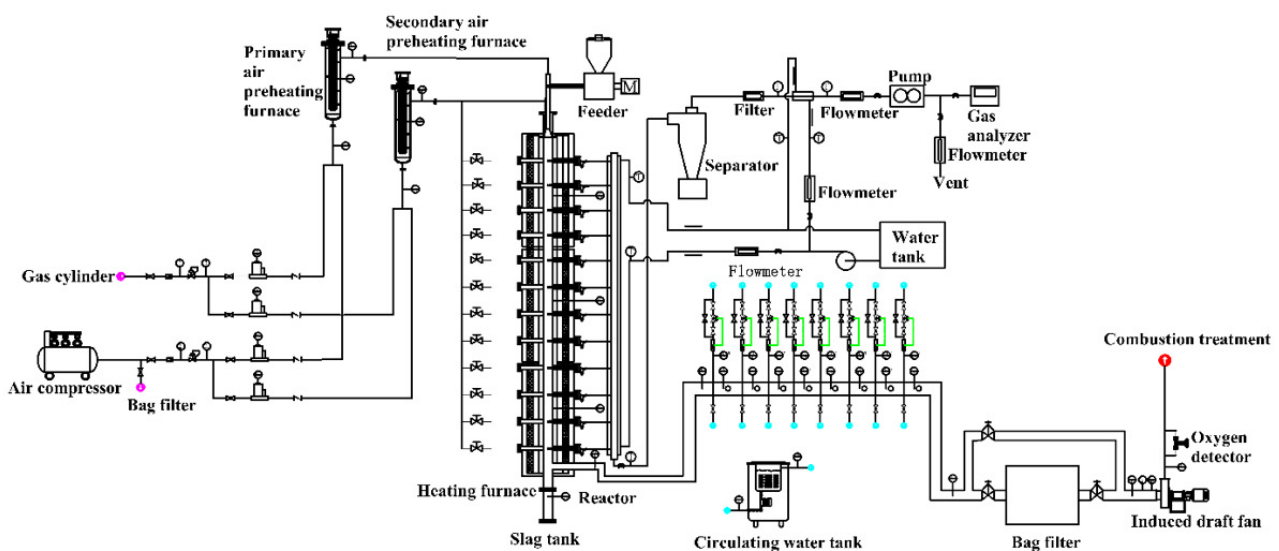 Secondary air
preheating furnace
Primary
air
preheating
furnace
M
Feeder
Pump
Filter
Flowmeter
Gas
analyzer
Separator
Flowmeter
Flowmeter
Vent
Water
tank
Gas cylinder
Flowmeter
Combustion treatment
Air compressor
Bag filter
Oxygen
detector
Heating furnace
Reactor
Induced draft fan
Slag tank
Circulating water tank
Bag filter